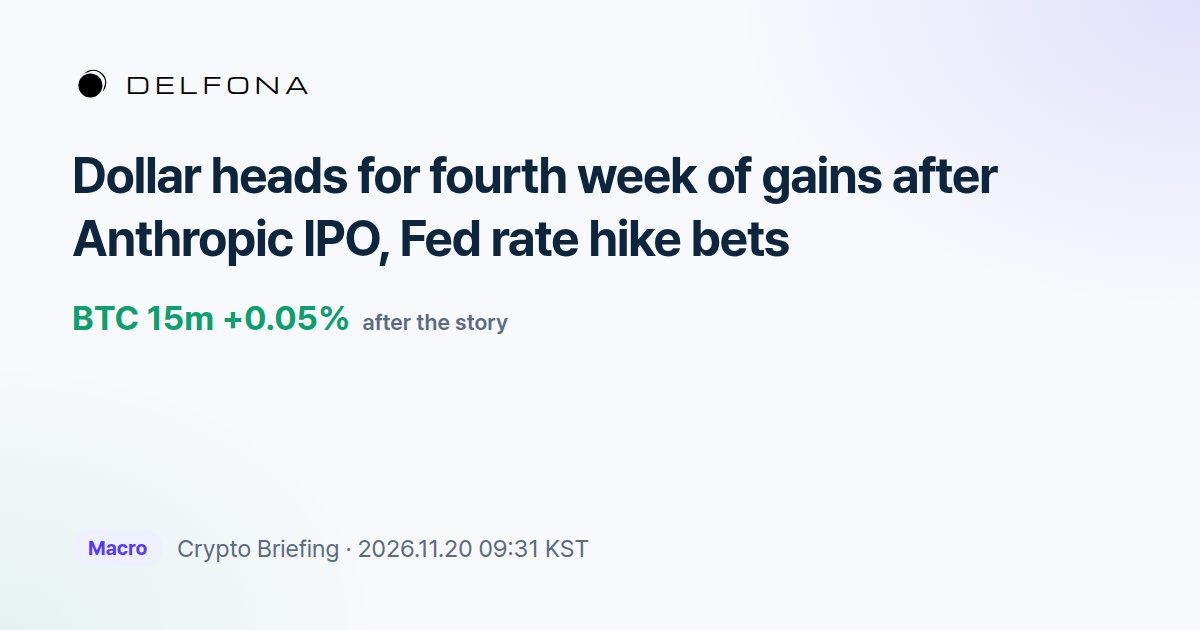 DELFONA
Dollar heads for fourth week of gains after
Anthropic IPO, Fed rate hike bets
BTC 15m +0.05% after the story
Macro Crypto Briefing · 2026.11.20 09:31 KST